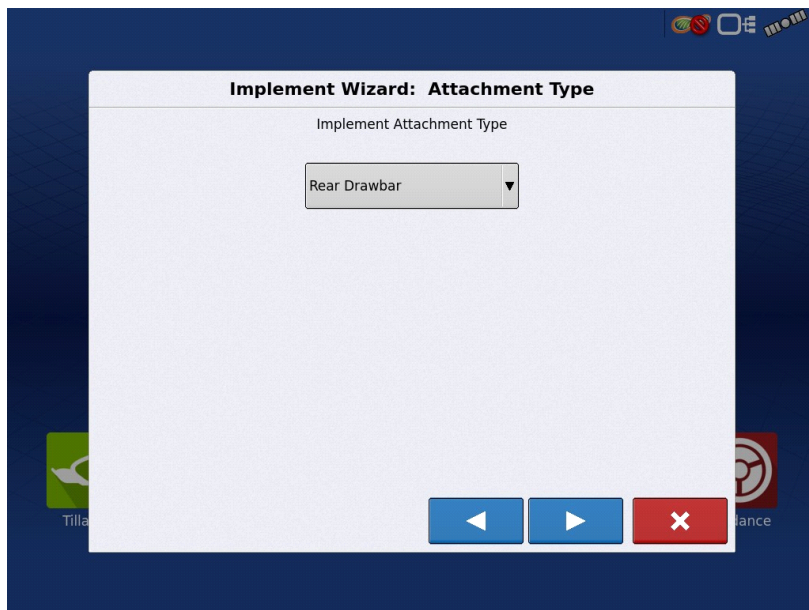 Implement Wizard: Attachment Type
Implement Attachment Type
Rear Drawbar
Tilla
dance